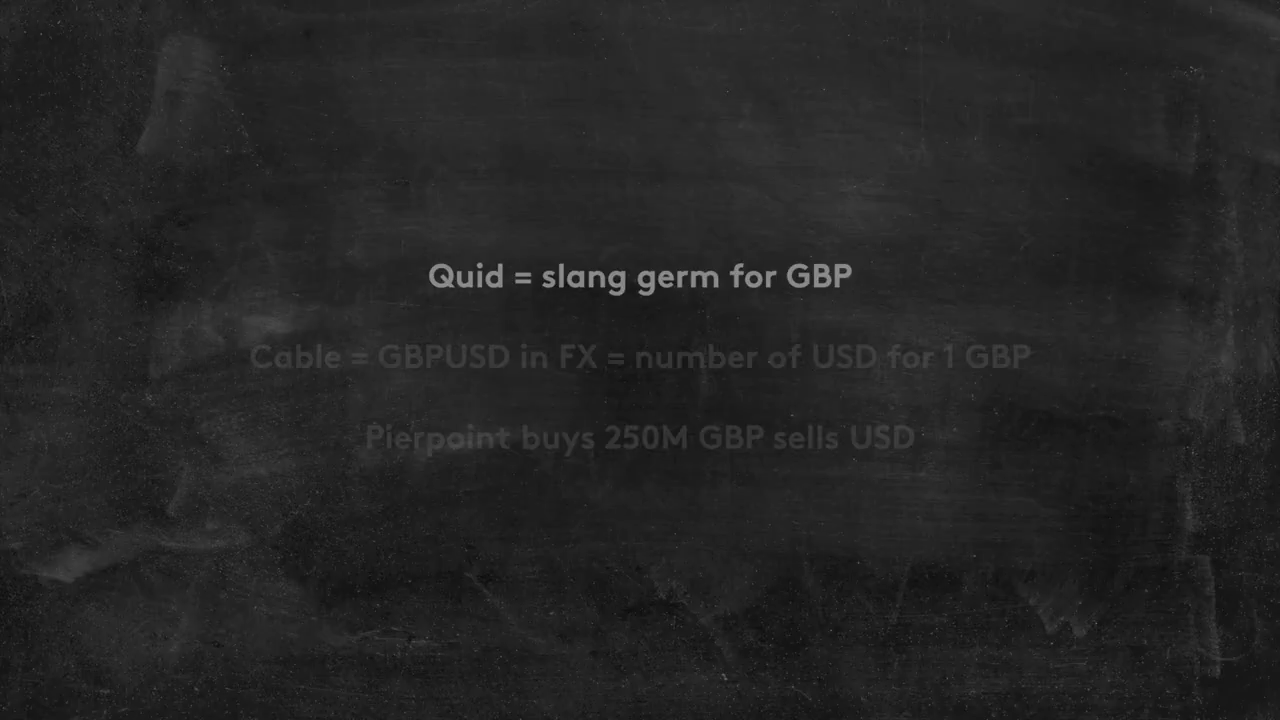 Quid = slang germ for GBP
Cable = GBPUSD in FX = number of USD for 1 GBP
Pierpoint buys 250M GBP sells USD